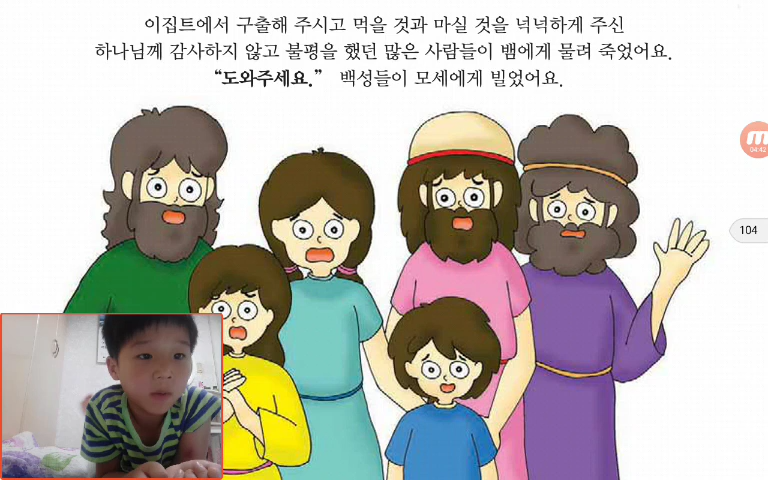 이집트에서 구출해 주시고 먹을 것과 마실 것을 넉넉하게 주신
하나님께 감사하지 않고 불평을 했던 많은 사람들이 뱀에게 물려 죽었어요.
“도와주세요.” 백성들이 모세에게 빌었어요.
04:42
104